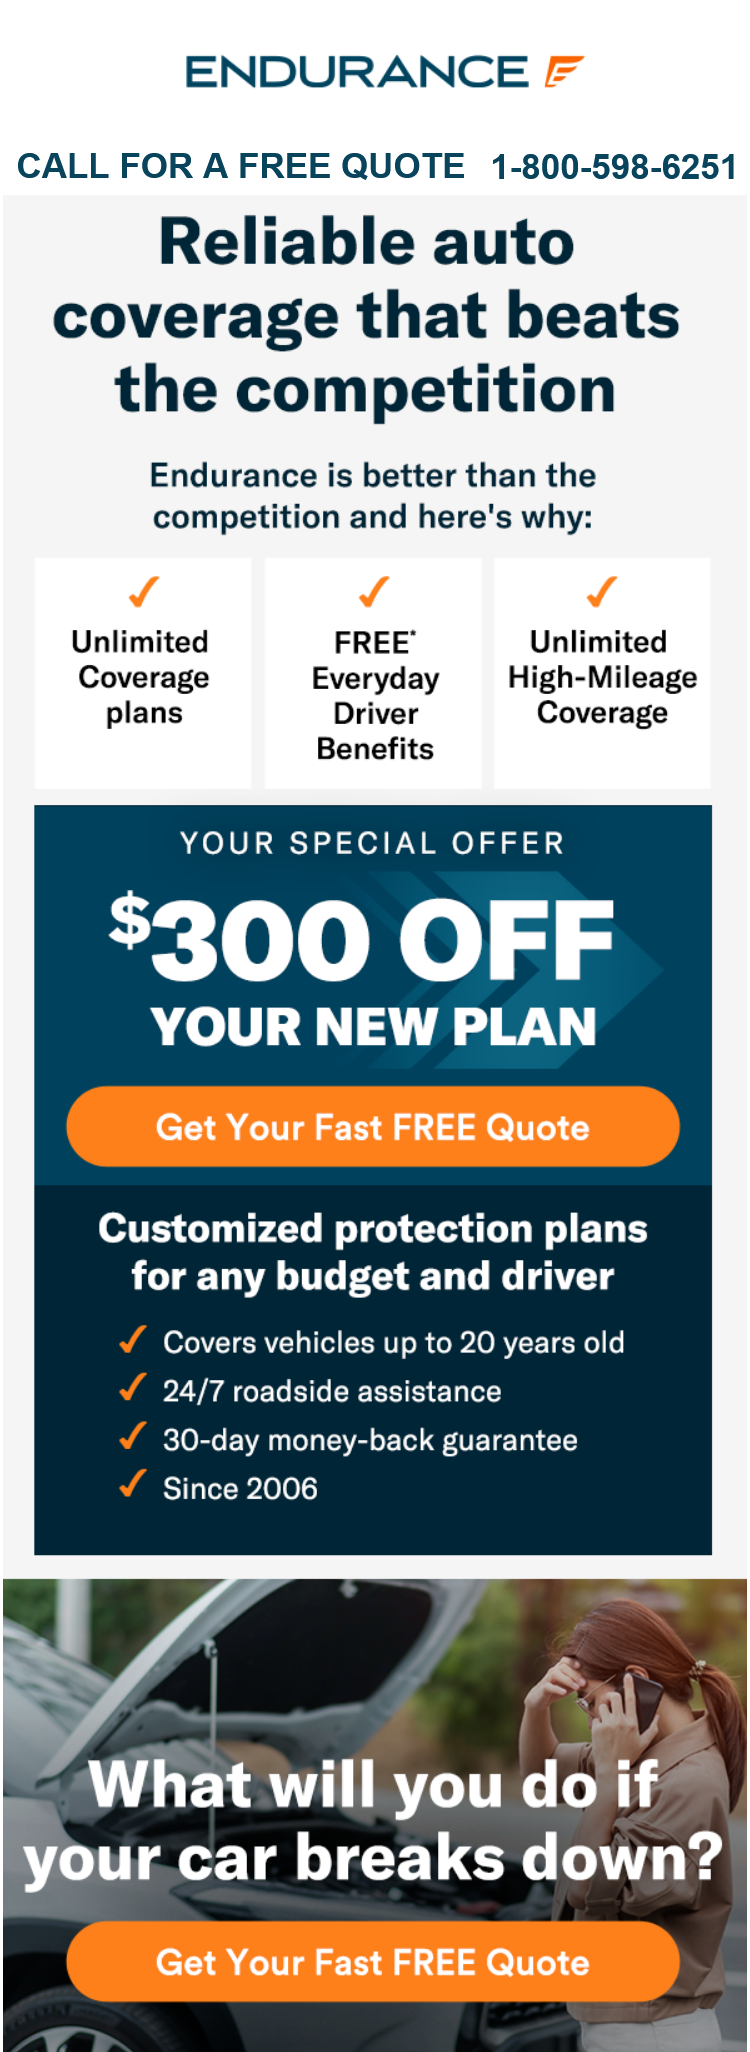 ENDURANCE
CALL FOR A FREE QUOTE 1-800-598-6251
Reliable auto
coverage that beats
the competition
Endurance is better than the
competition and here's why:
✓
Unlimited
Coverage
plans
✓
FREE*
Everyday
Driver
Benefits
✓
Unlimited
High-Mileage
Coverage
YOUR SPECIAL OFFER
$300 OFF
YOUR NEW PLAN
Get Your Fast FREE Quote
Customized protection plans
for any budget and driver
✓ Covers vehicles up to 20 years old
✓ 24/7 roadside assistance
✓ 30-day money-back guarantee
✓ Since 2006
What will you do if
your car breaks down?
Get Your Fast FREE Quote